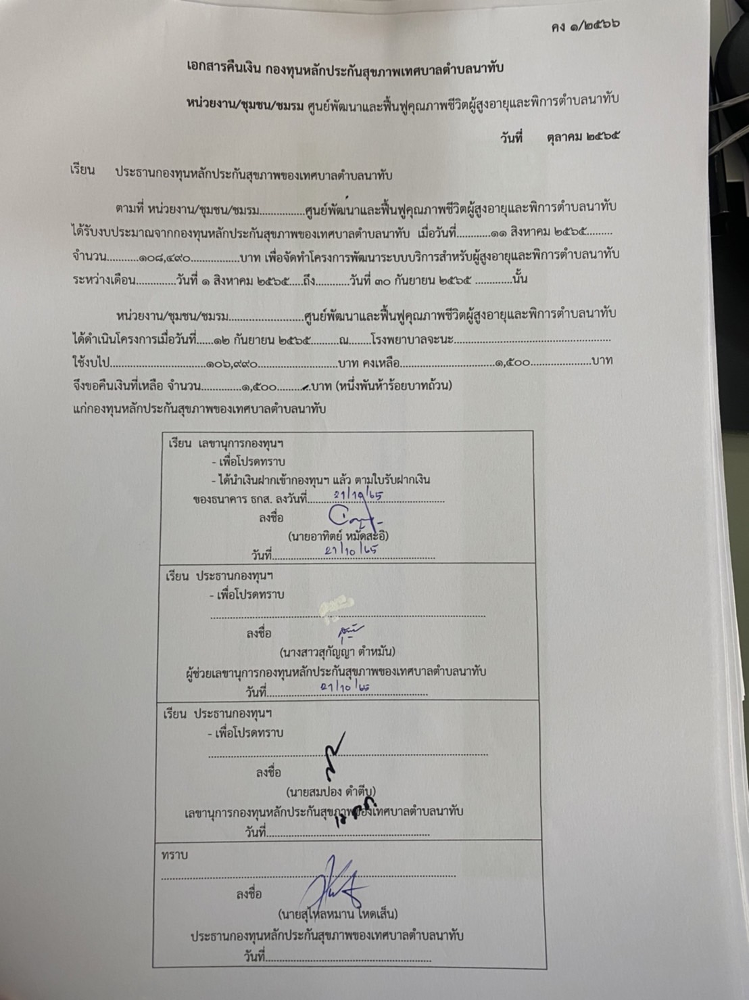 คง ๑/๒๕๖๖
เอกสารคืนเงิน กองทุนหลักประกันสุขภาพเทศบาลตำบลนาทับ
หน่วยงาน/ชุมชน/ชมรม ศูนย์พัฒนาและฟื้นฟูคุณภาพชีวิตผู้สูงอายุและพิการตำบลนาทับ
วันที่ ตุลาคม ๒๕๖๕
เรียน ประธานกองทุนหลักประกันสุขภาพของเทศบาลตำบลนาทับ
ตามที่ หน่วยงาน/ชุมชน/ชมรม...............ศูนย์พัฒนาและฟื้นฟูคุณภาพชีวิตผู้สูงอายุและพิการตำบลนาทับ
ได้รับงบประมาณจากกองทุนหลักประกันสุขภาพของเทศบาลตำบลนาทับ เมื่อวันที่............๑๑ สิงหาคม ๒๕๖๕.........
จำนวน...........๑๐๘,๔๙๐.................บาท เพื่อจัดทำโครงการพัฒนาระบบบริการสำหรับผู้สูงอายุและพิการตำบลนาทับ
ระหว่างเดือน.............วันที่ ๑ สิงหาคม ๒๕๖๕.....ถึง............วันที่ ๓๐ กันยายน ๒๕๖๕ .............นั้น
หน่วยงาน/ชุมชน/ชมรม.........................ศูนย์พัฒนาและฟื้นฟูคุณภาพชีวิตผู้สูงอายุและพิการตำบลนาทับ
ได้ดำเนินโครงการเมื่อวันที่......๑๒ กันยายน ๒๕๖๕..........ณ........โรงพยาบาลจะนะ....................................................
ใช้งบไป................................๑๐๖,๙๙๐...........................บาท คงเหลือ................................๑,๕๐๐....................บาท
จึงขอคืนเงินที่เหลือ จำนวน..............๑,๕๐๐...........บาท (หนึ่งพันห้าร้อยบาทถ้วน)
แก่กองทุนหลักประกันสุขภาพของเทศบาลตำบลนาทับ
เรียน เลขานุการกองทุนฯ
- เพื่อโปรดทราบ
- ได้นำเงินฝากเข้ากองทุนฯ แล้ว ตามใบรับฝากเงิน
ของธนาคาร ธกส. ลงวันที่.........21/10/65....................
ลงชื่อ
(นายอาทิตย์ หมัดสะอิ)
วันที่..................21/10/65....................
เรียน ประธานกองทุนฯ
- เพื่อโปรดทราบ
ลงชื่อ
(นางสาวสุกัญญา ตำหมัน)
ผู้ช่วยเลขานุการกองทุนหลักประกันสุขภาพของเทศบาลตำบลนาทับ
วันที่..................21/10/65....................
เรียน ประธานกองทุนฯ
- เพื่อโปรดทราบ
ลงชื่อ
(นายสมปอง ดำตีบ)
เลขานุการกองทุนหลักประกันสุขภาพของเทศบาลตำบลนาทับ
วันที่......................................................
ทราบ
ลงชื่อ
(นายสุไหลหมาน โหดเส็น)
ประธานกองทุนหลักประกันสุขภาพของเทศบาลตำบลนาทับ
วันที่......................................................